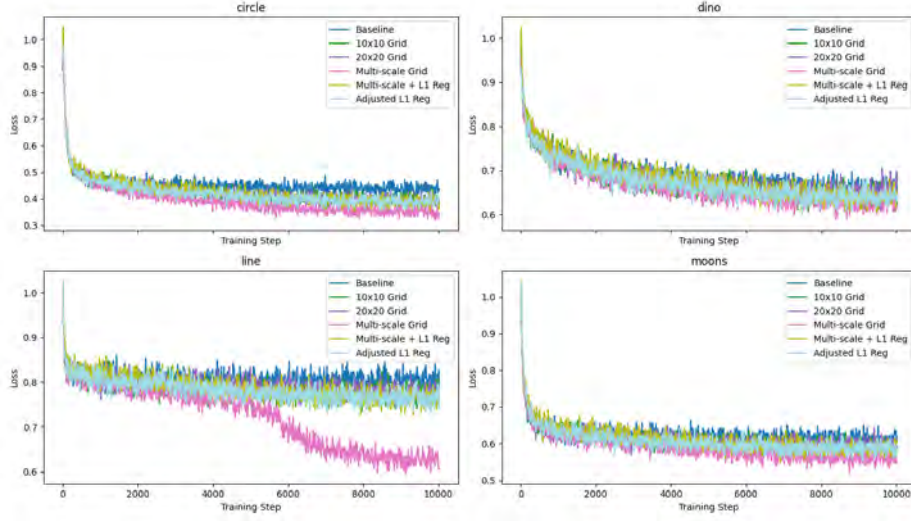 circle
1.0
0.9
0.8
0.7
0.6
0.5
0.4
0.3
Loss
Training Step
Baseline
10x10 Grid
20x20 Grid
Multi-scale Grid
Multi-scale + L1 Reg
Adjusted L1 Reg
dino
1.0
0.9
0.8
0.7
0.6
Loss
Training Step
Baseline
10x10 Grid
20x20 Grid
Multi-scale Grid
Multi-scale + L1 Reg
Adjusted L1 Reg
line
1.0
0.9
0.8
0.7
0.6
Loss
0 2000 4000 6000 8000 10000
Training Step
Baseline
10x10 Grid
20x20 Grid
Multi-scale Grid
Multi-scale + L1 Reg
Adjusted L1 Reg
moons
1.0
0.9
0.8
0.7
0.6
0.5
Loss
0 2000 4000 6000 8000 10000
Training Step
Baseline
10x10 Grid
20x20 Grid
Multi-scale Grid
Multi-scale + L1 Reg
Adjusted L1 Reg